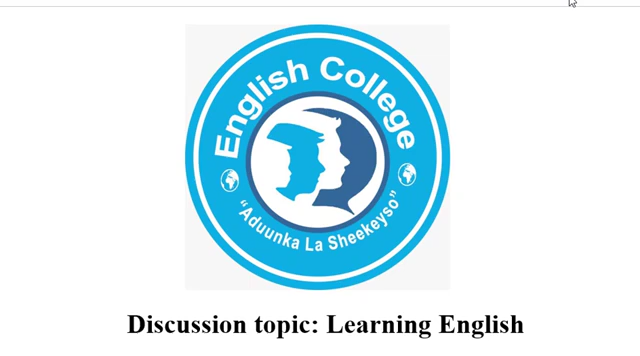 English College
"Aduunka La Sheekeyso"
Discussion topic: Learning English